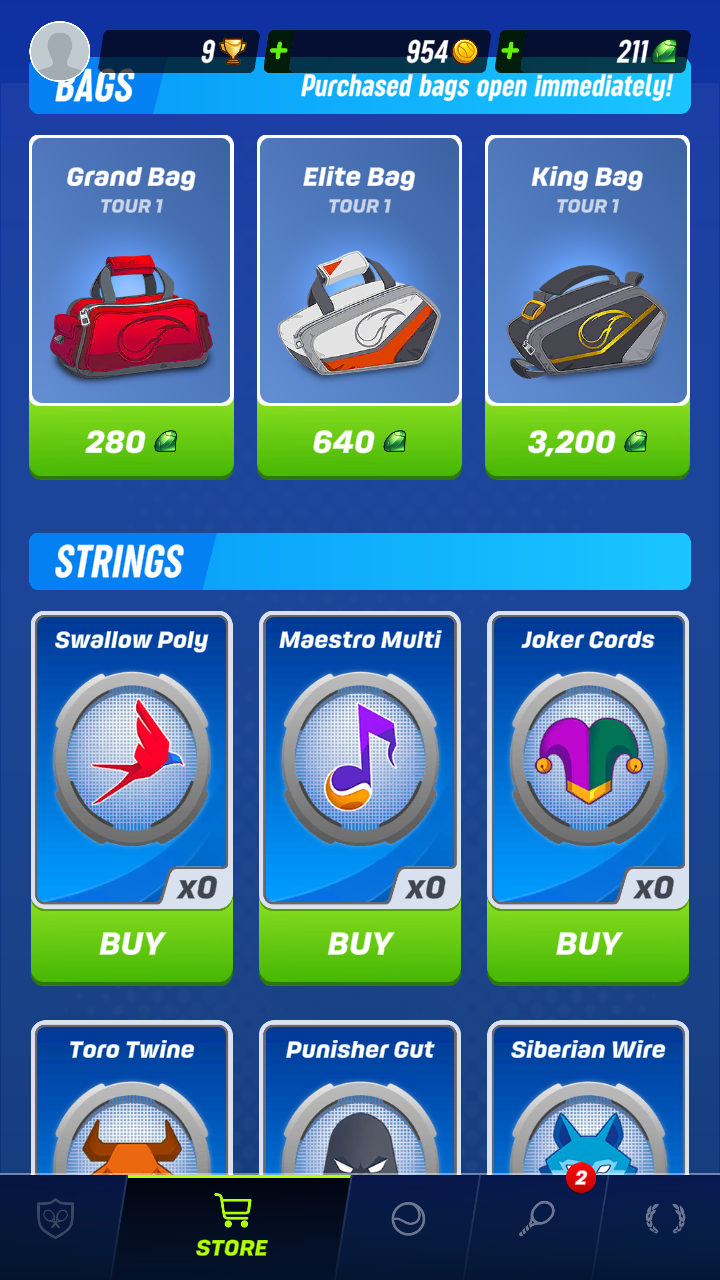 9
+ 954
+ 211
BAGS
Purchased bags open immediately!
Grand Bag
TOUR 1
280
Elite Bag
TOUR 1
640
King Bag
TOUR 1
3,200
STRINGS
Swallow Poly
x0
BUY
Maestro Multi
x0
BUY
Joker Cords
x0
BUY
Toro Twine
Punisher Gut
Siberian Wire
STORE
2